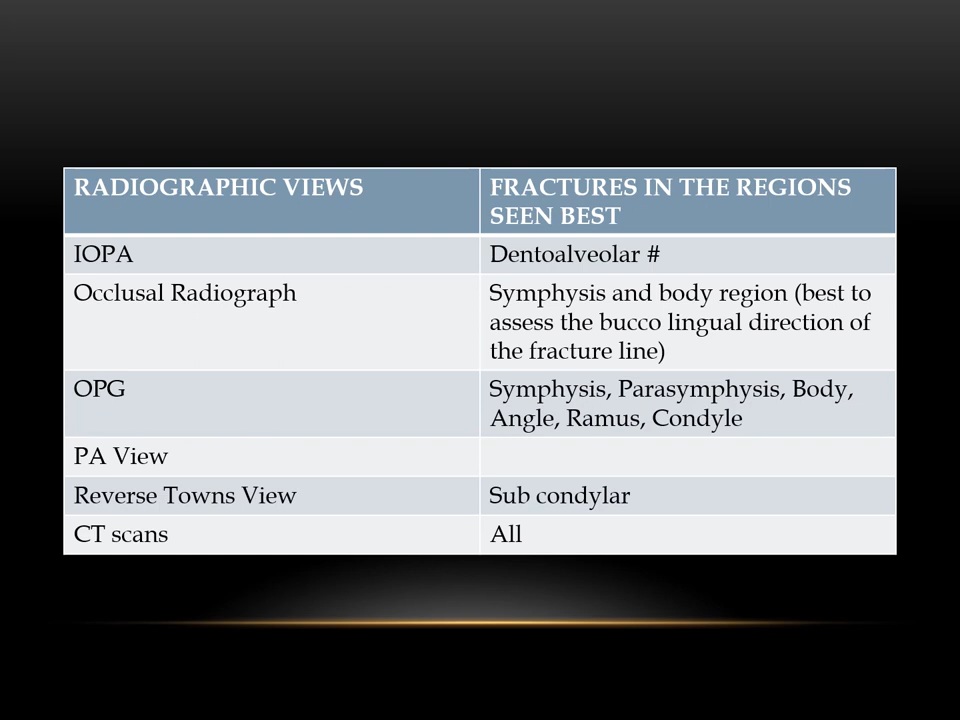 RADIOGRAPHIC VIEWS
FRACTURES IN THE REGIONS
SEEN BEST
IOPA
Dentoalveolar #
Occlusal Radiograph
Symphysis and body region (best to
assess the bucco lingual direction of
the fracture line)
OPG
Symphysis, Parasymphysis, Body,
Angle, Ramus, Condyle
PA View
Reverse Towns View
Sub condylar
CT scans
All